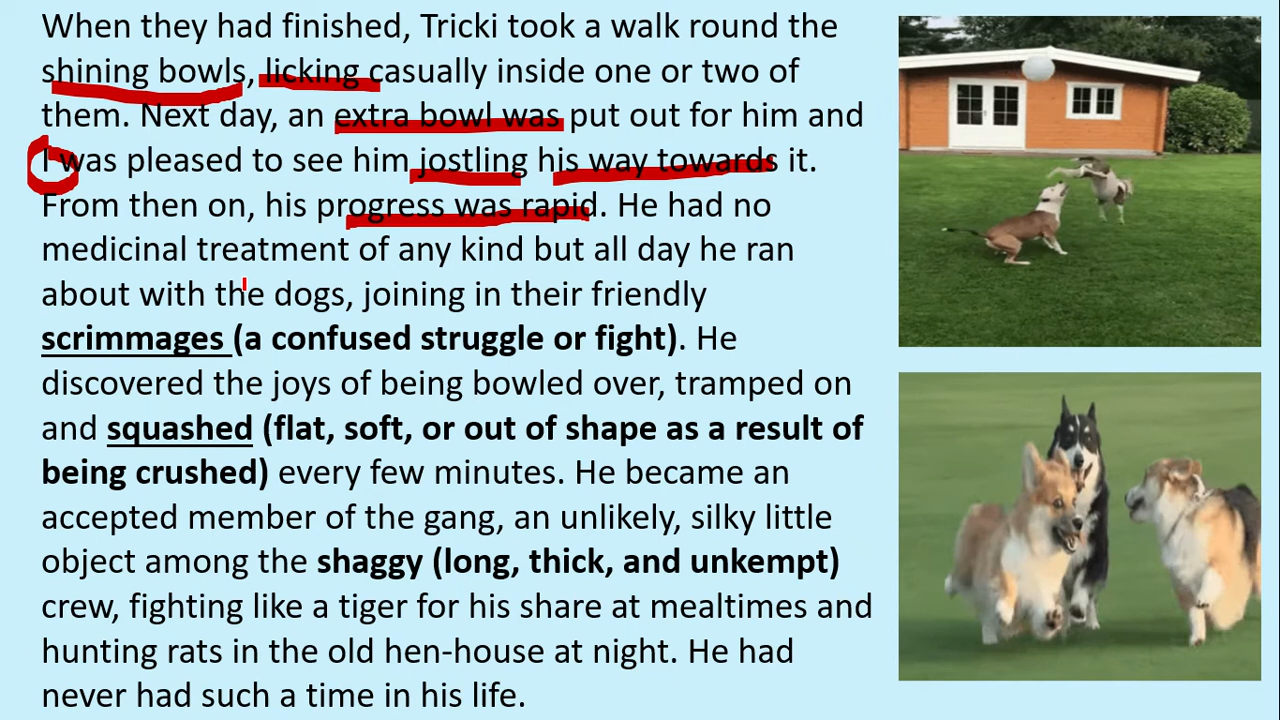 When they had finished, Tricki took a walk round the
shining bowls, licking casually inside one or two of
them. Next day, an extra bowl was put out for him and
I was pleased to see him jostling his way towards it.
From then on, his progress was rapid. He had no
medicinal treatment of any kind but all day he ran
about with the dogs, joining in their friendly
scrimmages (a confused struggle or fight). He
discovered the joys of being bowled over, tramped on
and squashed (flat, soft, or out of shape as a result of
being crushed) every few minutes. He became an
accepted member of the gang, an unlikely, silky little
object among the shaggy (long, thick, and unkempt)
crew, fighting like a tiger for his share at mealtimes and
hunting rats in the old hen-house at night. He had
never had such a time in his life.